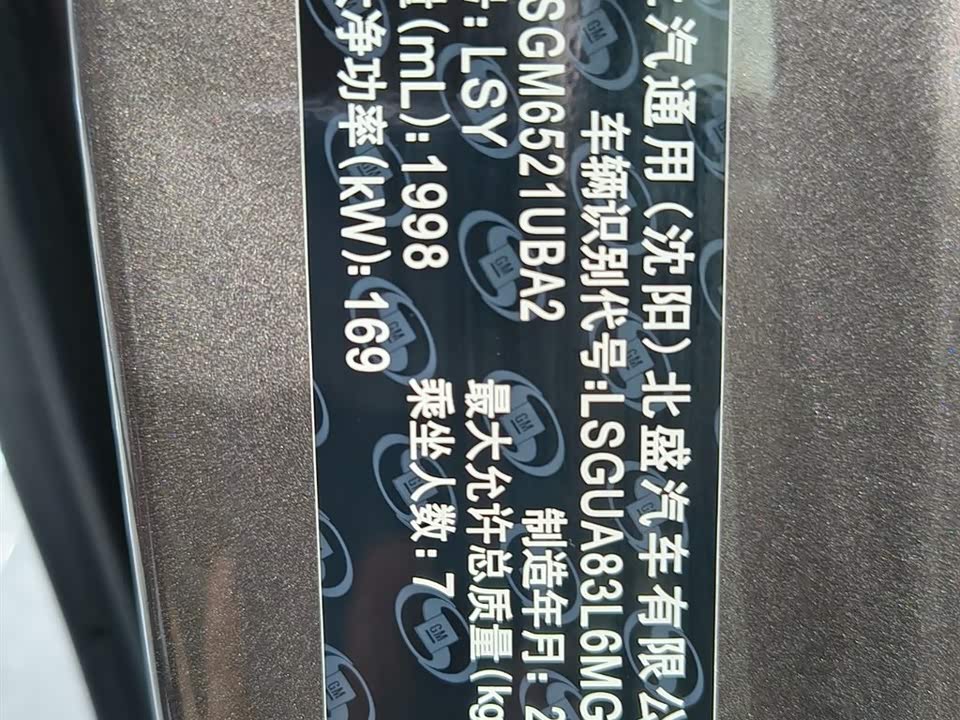 汽通用(沈阳)北盛汽车有限公
车辆识别代号:LSGUA83L6MG
SGM6521UBA2 制造年月:2
: LSY 最大允许总质量(kg
(mL):1998 乘坐人数:7
净功率(kW):169